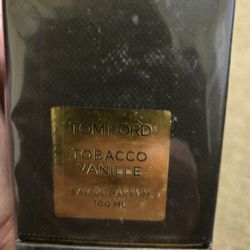 TOM FORD
TOBACCO
VANILLE
EAU DE PARFUM
100 ML